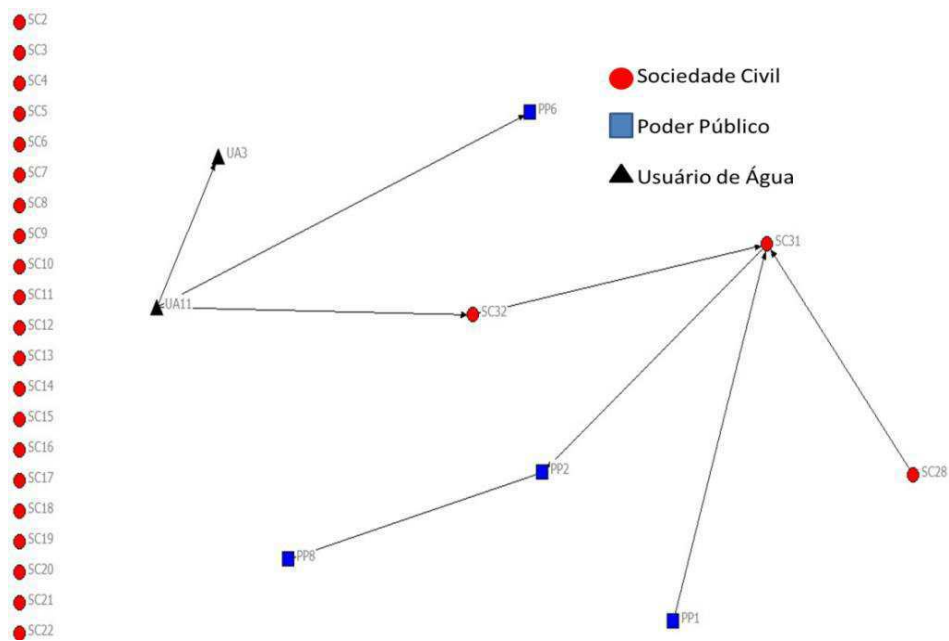 SC2
SC3
SC4
SC5
SC6
SC7
SC8
SC9
SC10
SC11
SC12
SC13
SC14
SC15
SC16
SC17
SC18
SC19
SC20
SC21
SC22
UA3
UA11
PP6
SC32
SC31
PP2
SC28
PP8
PP1
Sociedade Civil
Poder Público
Usuário de Água